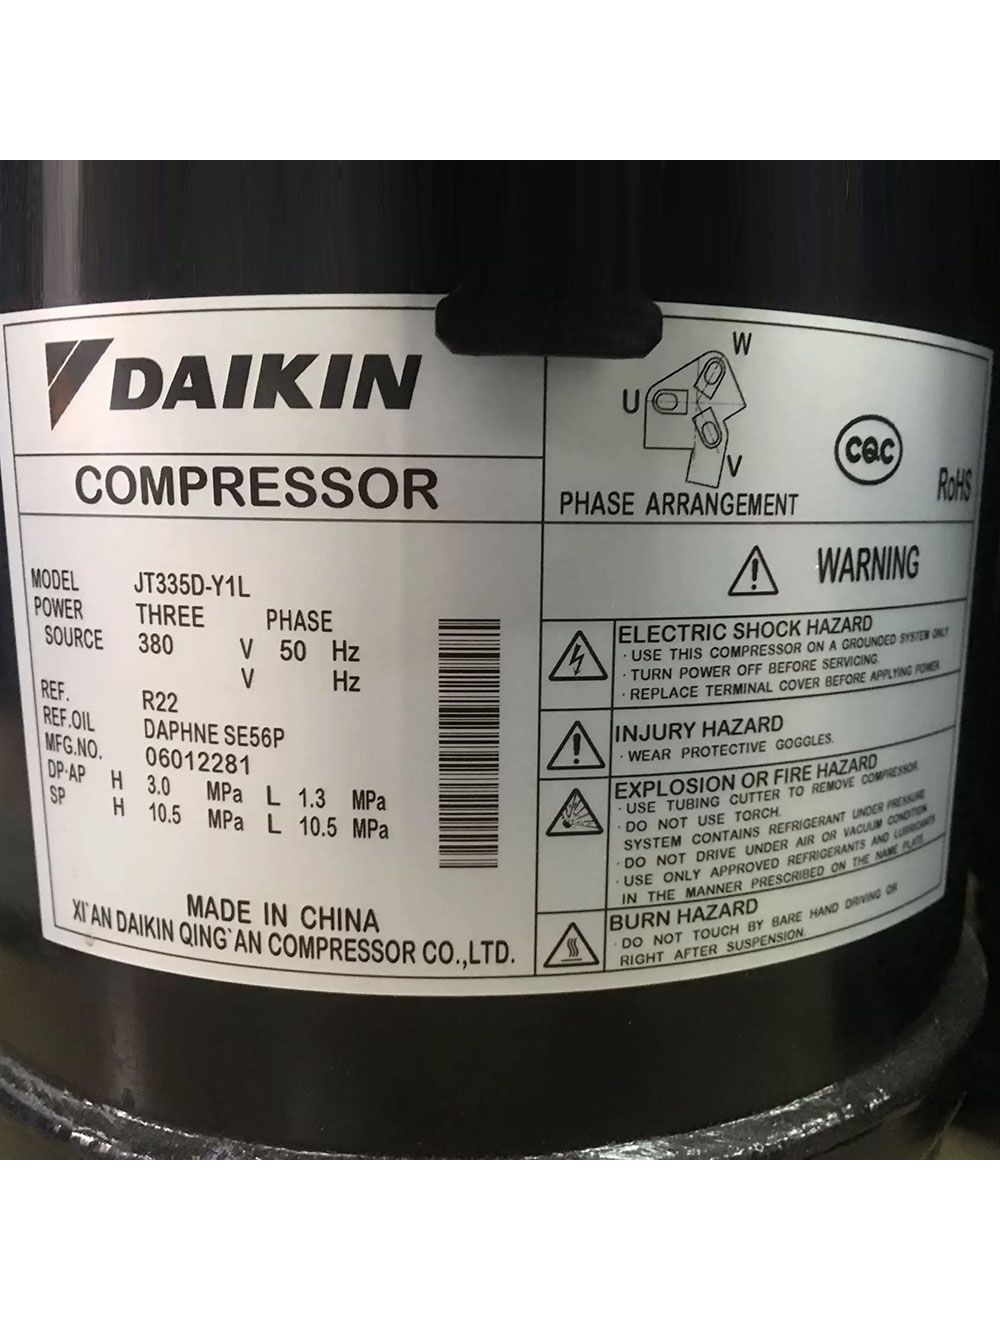 DAIKIN
COMPRESSOR
MODEL JT335D-Y1L
POWER SOURCE THREE PHASE
380 V 50 Hz
V Hz
REF. R22
REF.OIL DAPHNE SE56P
MFG.NO. 06012281
DP·AP H 3.0 MPa L 1.3 MPa
SP H 10.5 MPa L 10.5 MPa
MADE IN CHINA
XI`AN DAIKIN QING`AN COMPRESSOR CO.,LTD.
W
U
V
PHASE ARRANGEMENT
CQC
RoHS
WARNING
ELECTRIC SHOCK HAZARD
· USE THIS COMPRESSOR ON A GROUNDED SYSTEM ONLY
· TURN POWER OFF BEFORE SERVICING.
· REPLACE TERMINAL COVER BEFORE APPLYING POWER
INJURY HAZARD
· WEAR PROTECTIVE GOGGLES.
EXPLOSION OR FIRE HAZARD
· USE TUBING CUTTER TO REMOVE COMPRESSOR.
· DO NOT USE TORCH.
SYSTEM CONTAINS REFRIGERANT UNDER PRESSURE
· DO NOT DRIVE UNDER AIR OR VACUUM CONDITION
· USE ONLY APPROVED REFRIGERANTS AND LUBRICANTS
IN THE MANNER PRESCRIBED ON THE NAME PLATE.
BURN HAZARD
· DO NOT TOUCH BY BARE HAND DRIVING OR
RIGHT AFTER SUSPENSION.